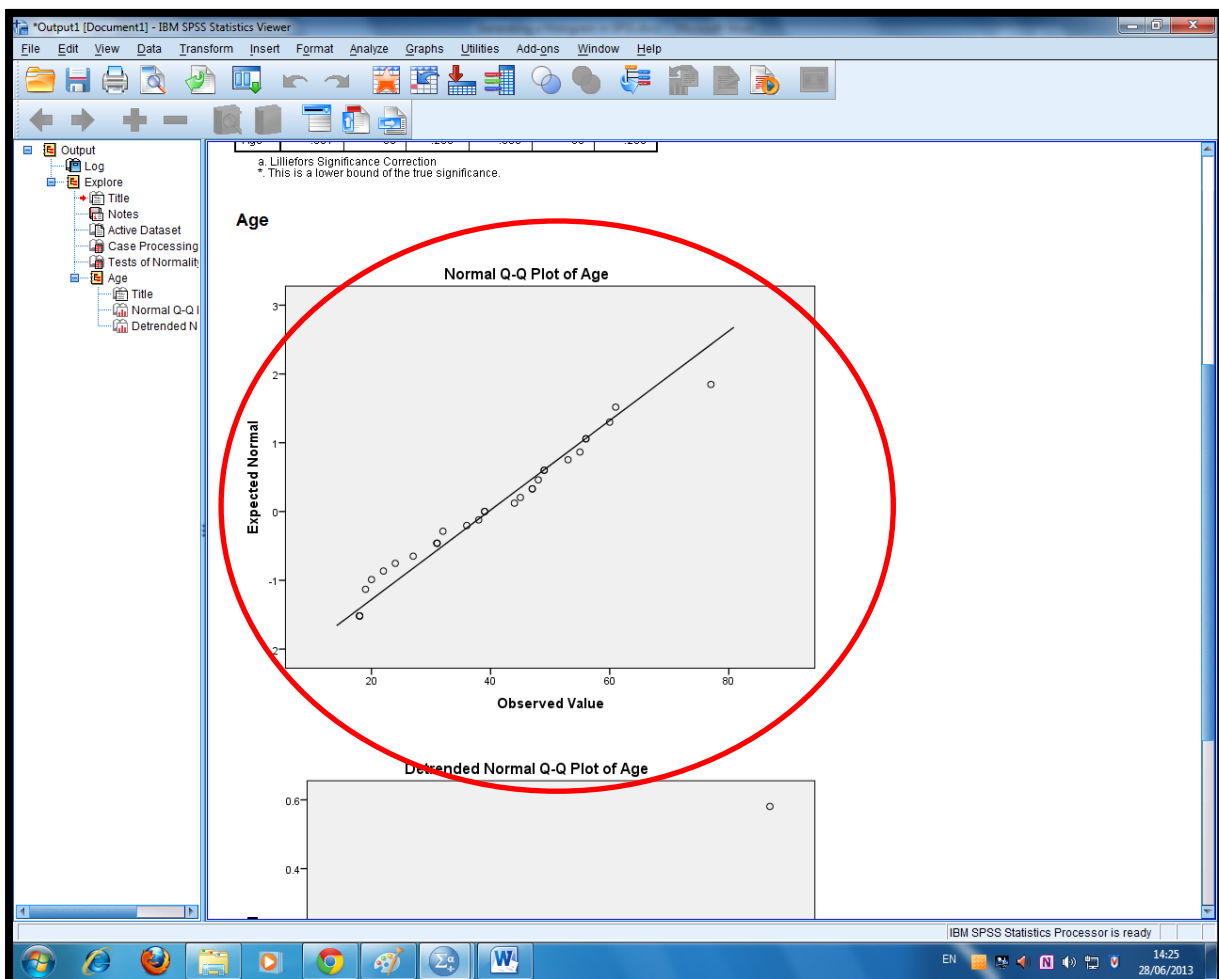 *Output1 [Document1] - IBM SPSS Statistics Viewer
File Edit View Data Transform Insert Format Analyze Graphs Utilities Add-ons Window Help
Output
Log
Explore
Title
Notes
Active Dataset
Case Processing
Tests of Normalit
Age
Title
Normal Q-Q
Detrended N
a. Lilliefors Significance Correction
*. This is a lower bound of the true significance.
Age
Normal Q-Q Plot of Age
Expected Normal
3
2
1
0
-1
-2
20 40 60 80
Observed Value
Detrended Normal Q-Q Plot of Age
0.6
0.4
IBM SPSS Statistics Processor is ready
EN
14:25
28/06/2013